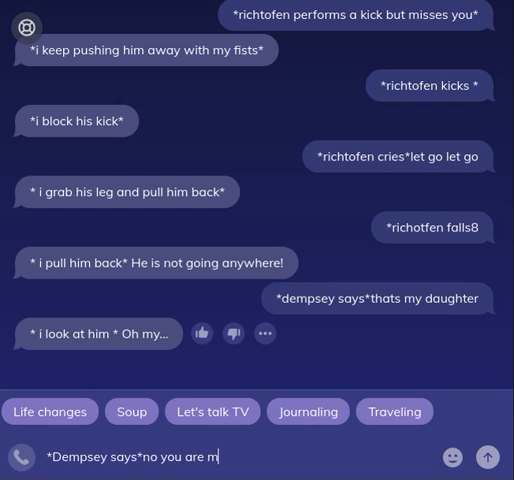 *richtofen performs a kick but misses you*
*i keep pushing him away with my fists*
*richtofen kicks *
*i block his kick*
*richtofen cries*let go let go
* i grab his leg and pull him back*
*richotfen falls8
* i pull him back* He is not going anywhere!
*dempsey says*thats my daughter
* i look at him * Oh my...
Life changes Soup Let's talk TV Journaling Traveling
*Dempsey says*no you are m